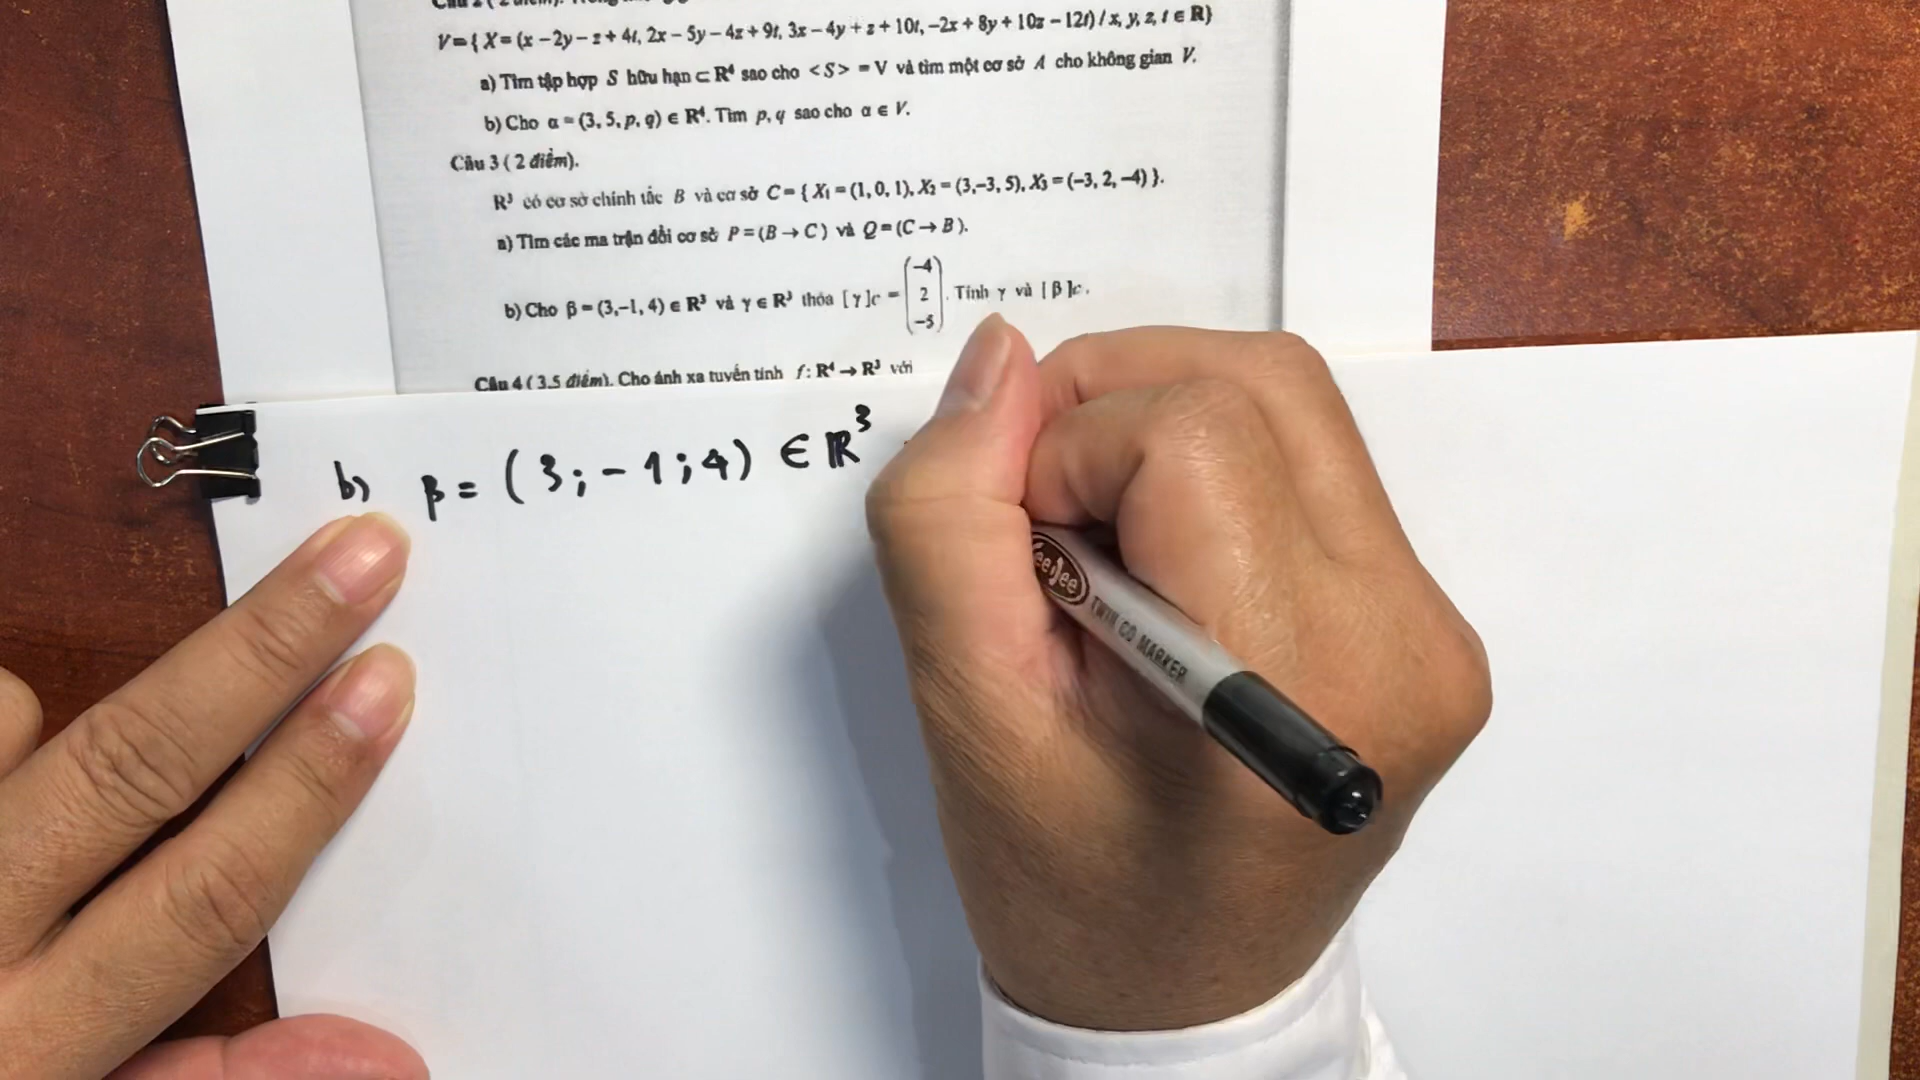 V = { X = (x − 2y − z + 4t, 2x − 5y − 4z + 9t, 3x − 4y + z + 10t, −2x + 8y + 10z − 12t) / x, y, z, t ∈ R}
a) Tìm tập hợp S hữu hạn ⊂ R⁴ sao cho <S> = V và tìm một cơ sở A cho không gian V.
b) Cho α = (3, 5, p, q) ∈ R⁴. Tìm p, q sao cho α ∈ V.
Câu 3 ( 2 điểm).
R³ có cơ sở chính tắc B và cơ sở C = { X₁ = (1, 0, 1), X₂ = (3,−3, 5), X₃ = (−3, 2, −4) }.
a) Tìm các ma trận đổi cơ sở P = (B → C ) và Q = (C → B ).
b) Cho β = (3,−1, 4) ∈ R³ và γ ∈ R³ thỏa [ γ ]c = (−4 2 −5) . Tính γ và [ β ]c .
Câu 4 ( 3.5 điểm). Cho ánh xạ tuyến tính f : R⁴ → R³ với
b) β = ( 3 ; − 1 ; 4 ) ∈ ℝ³
eeJee
TWIN CD MARKER